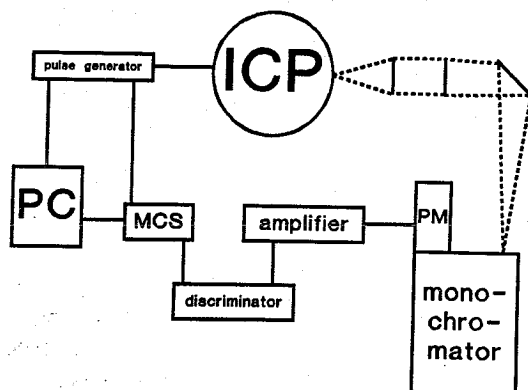 pulse generator
ICP
PC
MCS
amplifier
PM
discriminator
mono-
chro-
mator